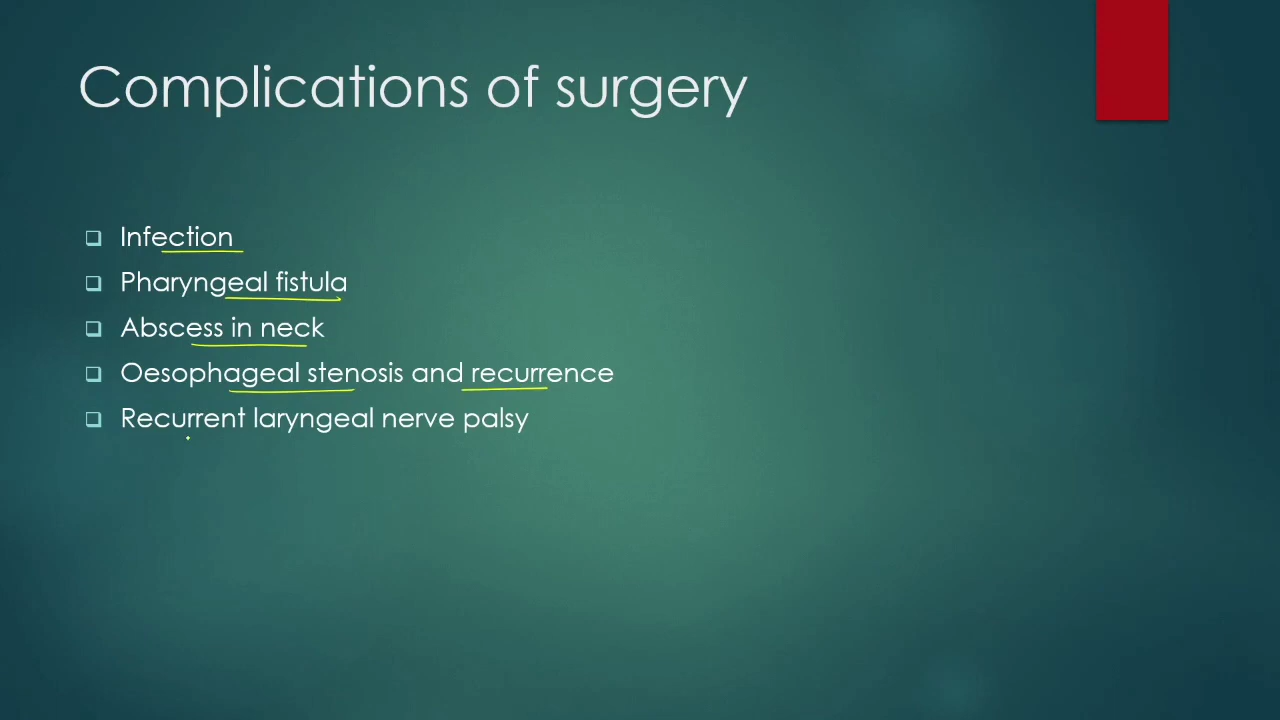 Complications of surgery
Infection
Pharyngeal fistula
Abscess in neck
Oesophageal stenosis and recurrence
Recurrent laryngeal nerve palsy